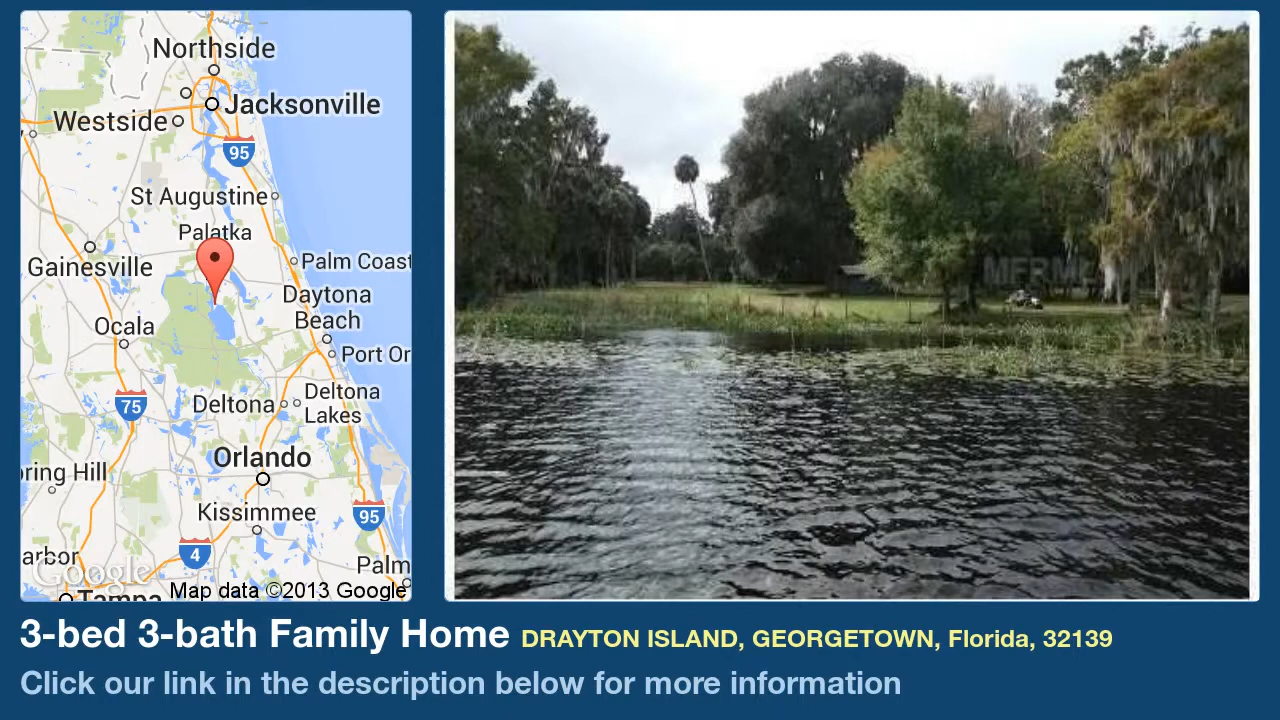 Northside
Jacksonville
Westside
95
St Augustine
Palatka
Gainesville
Palm Coast
Daytona
Beach
Ocala
Port Or
75
Deltona
Deltona
Lakes
Orlando
oring Hill
Kissimmee
95
4
arbor
Palm
Google
Map data ©2013 Google
Tampa
3-bed 3-bath Family Home DRAYTON ISLAND, GEORGETOWN, Florida, 32139
Click our link in the description below for more information